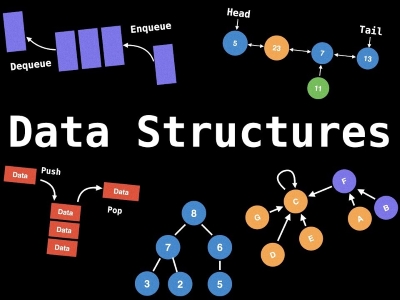 Enqueue
Dequeue
Head
Tail
5
23
7
13
11
Data Structures
Push
Data
Data
Pop
Data
Data
Data
8
7
6
3
2
5
F
C
B
G
A
E
D